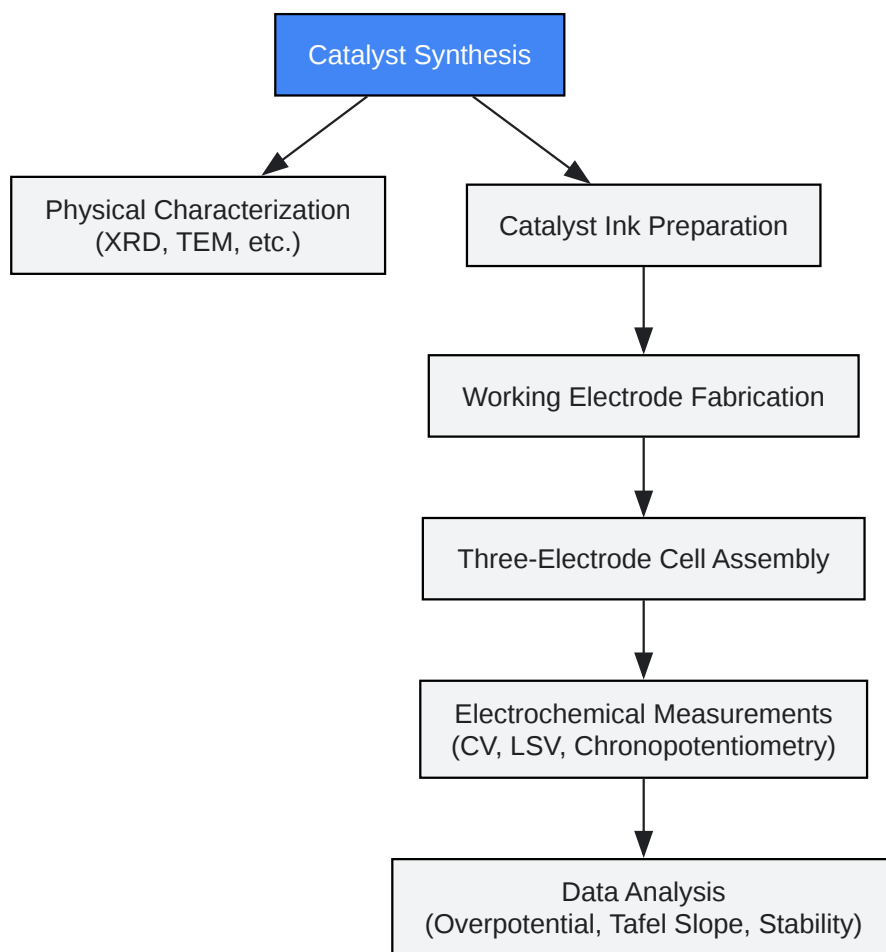 Catalyst Synthesis
Physical Characterization
(XRD, TEM, etc.)
Catalyst Ink Preparation
Working Electrode Fabrication
Three-Electrode Cell Assembly
Electrochemical Measurements
(CV, LSV, Chronopotentiometry)
Data Analysis
(Overpotential, Tafel Slope, Stability)